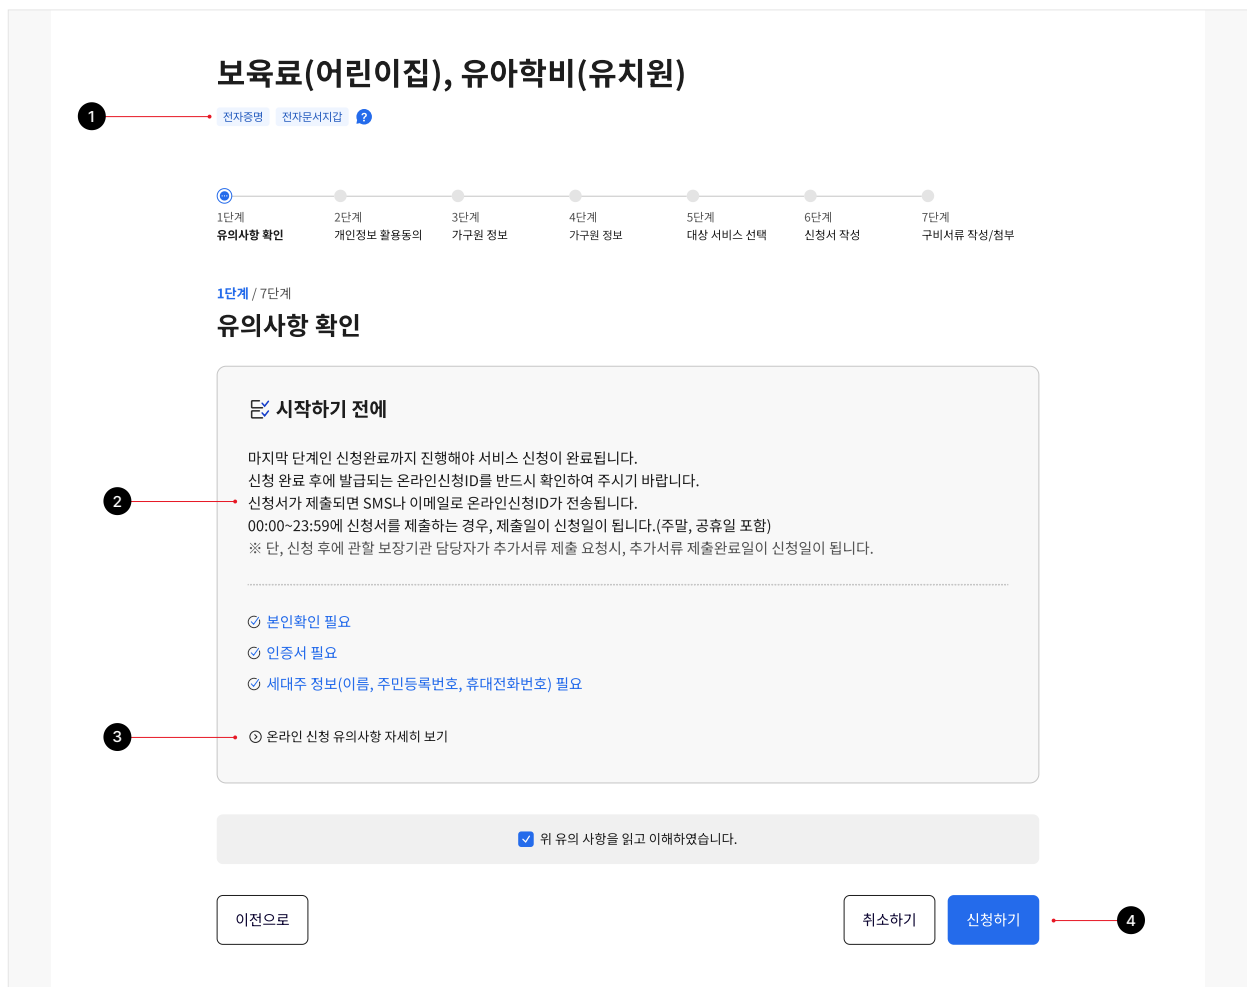 보육료(어린이집), 유아학비(유치원)
1
전자증명 전자문서지갑 ?
1단계 2단계 3단계 4단계 5단계 6단계 7단계
유의사항 확인 개인정보 활용동의 가구원 정보 가구원 정보 대상 서비스 선택 신청서 작성 구비서류 작성/첨부
1단계 / 7단계
유의사항 확인
시작하기 전에
마지막 단계인 신청완료까지 진행해야 서비스 신청이 완료됩니다.
신청 완료 후에 발급되는 온라인신청ID를 반드시 확인하여 주시기 바랍니다.
2
신청서가 제출되면 SMS나 이메일로 온라인신청ID가 전송됩니다.
00:00~23:59에 신청서를 제출하는 경우, 제출일이 신청일이 됩니다.(주말, 공휴일 포함)
※ 단, 신청 후에 관할 보장기관 담당자가 추가서류 제출 요청시, 추가서류 제출완료일이 신청일이 됩니다.
본인확인 필요
인증서 필요
세대주 정보(이름, 주민등록번호, 휴대전화번호) 필요
3
온라인 신청 유의사항 자세히 보기
위 유의 사항을 읽고 이해하였습니다.
이전으로 취소하기 신청하기
4